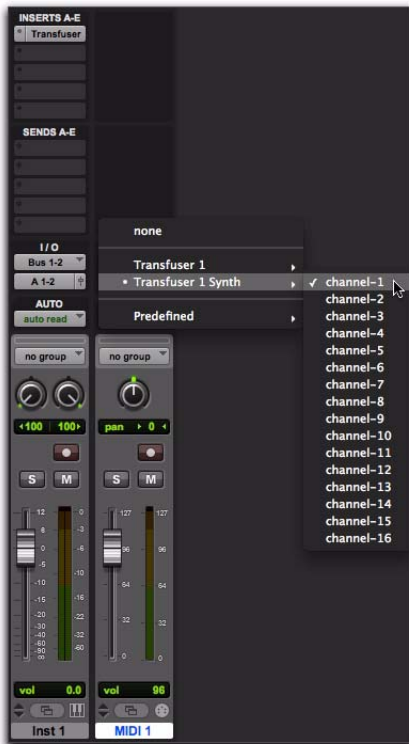 INSERTS A-E
Transfuser
SENDS A-E
I / O
Bus 1-2
A 1-2
AUTO
auto read
none
Transfuser 1
• Transfuser 1 Synth
Predefined
✓ channel-1
channel-2
channel-3
channel-4
channel-5
channel-6
channel-7
channel-8
channel-9
channel-10
channel-11
channel-12
channel-13
channel-14
channel-15
channel-16
no group
no group
100 100
pan 0
S M
S M
12 0
6 -3
0 -6
-5 -10
-10
-15 -16
-20 -22
-30
-40 -32
-60
-90 -60
∞
127 127
96 96
64 64
32 32
0 0
vol 0.0
vol 96
Inst 1
MIDI 1